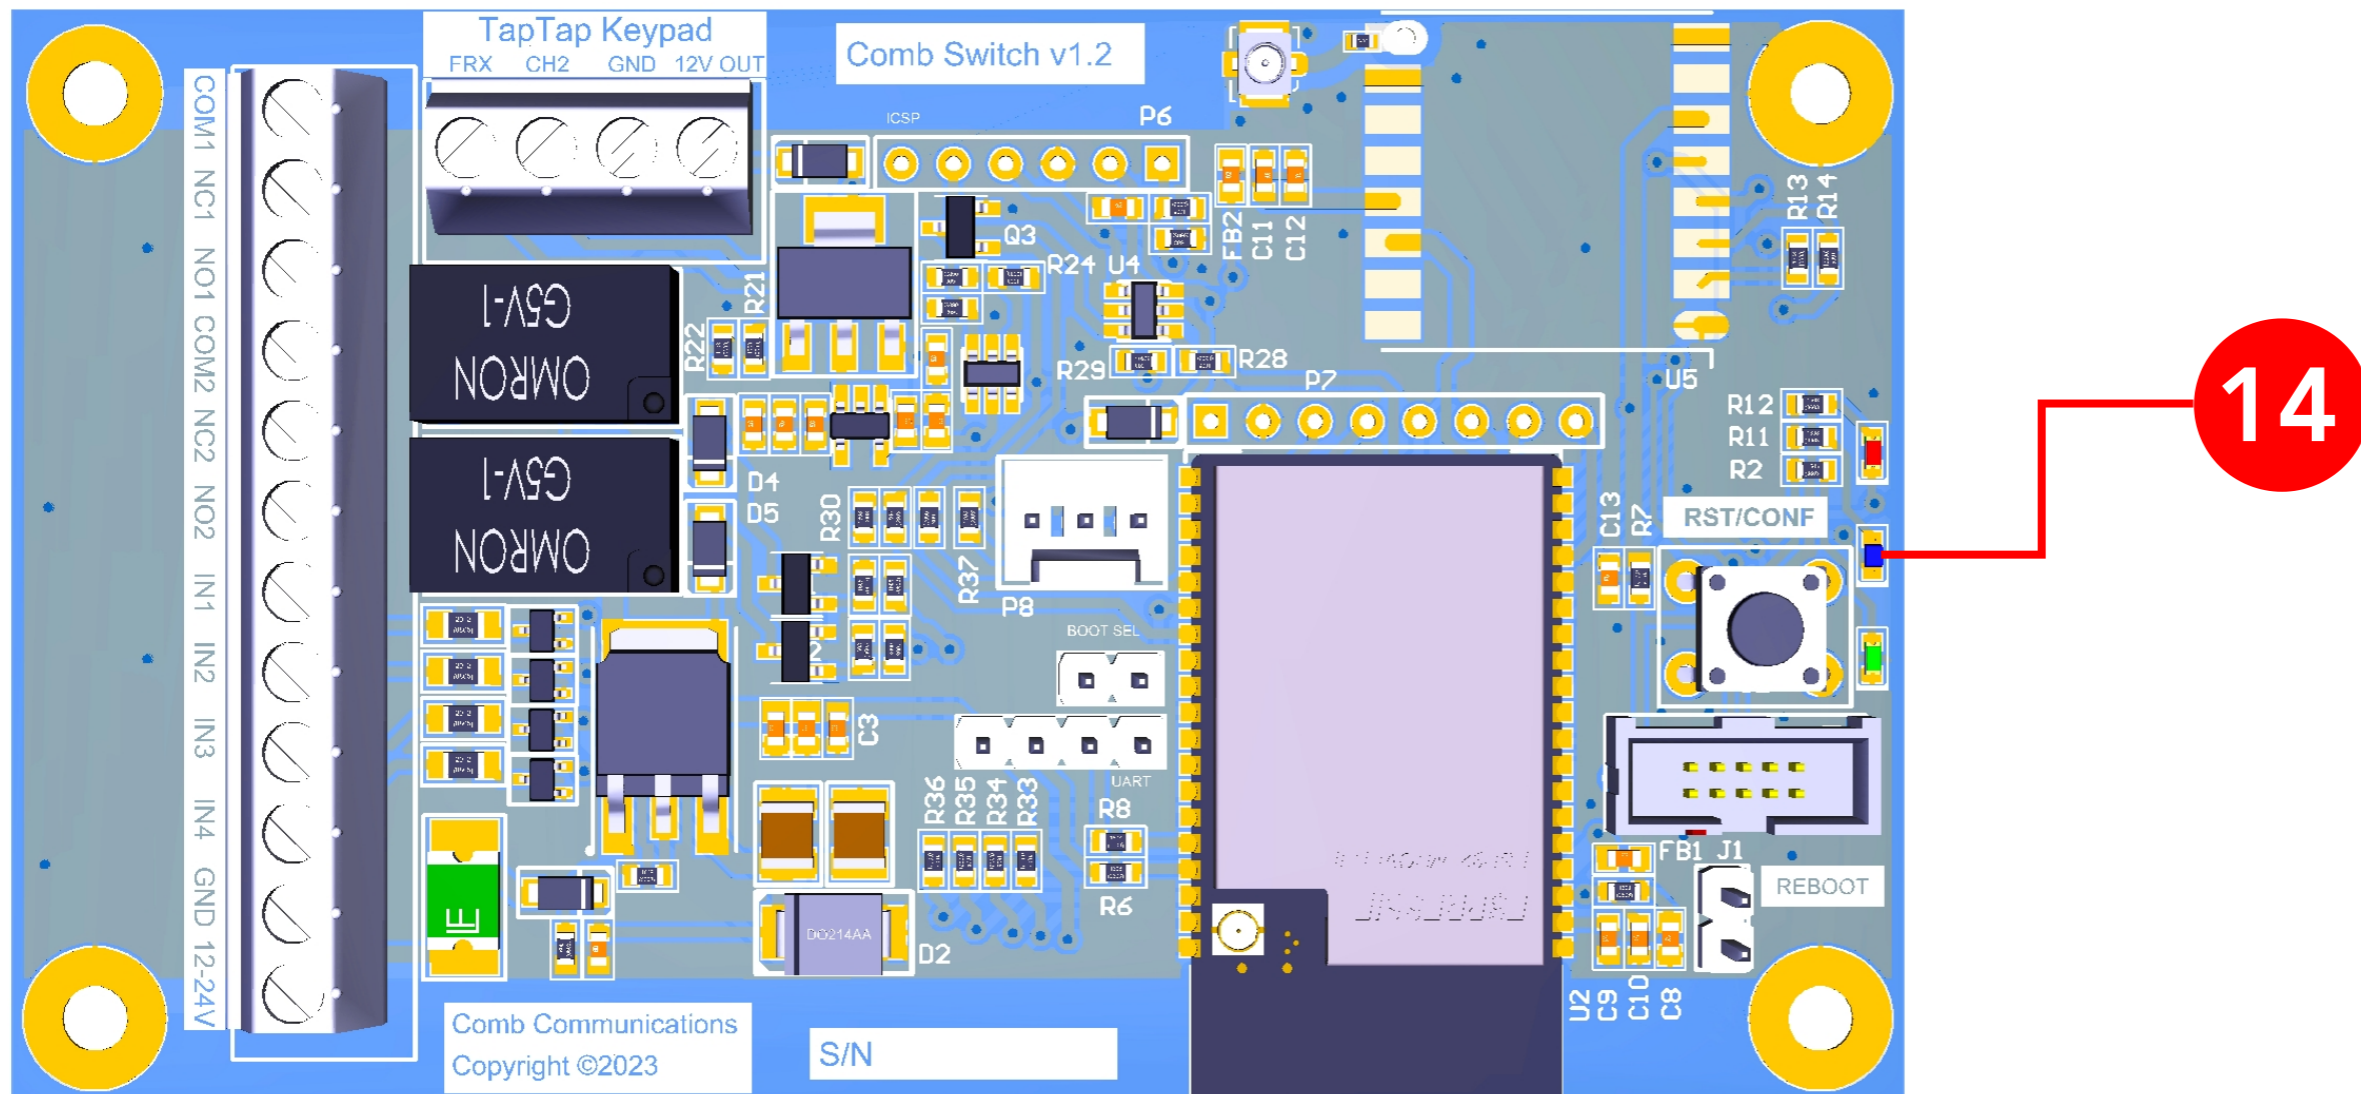 TapTap Keypad
FRX CH2 GND 12V OUT
Comb Switch v1.2
COM1 NC1 NO1 COM2 NC2 NO2 IN1 IN2 IN3 IN4 GND 12-24V
ICSP
P6
Q3
R24
U4
FB2
C11
C12
R13
R14
G5V-1
OMRON
R21
R22
R29
R28
P7
U5
14
R12
R11
R2
G5V-1
OMRON
D4
D5
R30
R37
P8
C13
R7
RST/CONF
BOOT SEL
C3
UART
R36
R35
R34
R33
R8
R6
FB1
J1
REBOOT
LF
DO214AA
D2
U2
C9
C10
C8
Comb Communications
Copyright ©2023
S/N